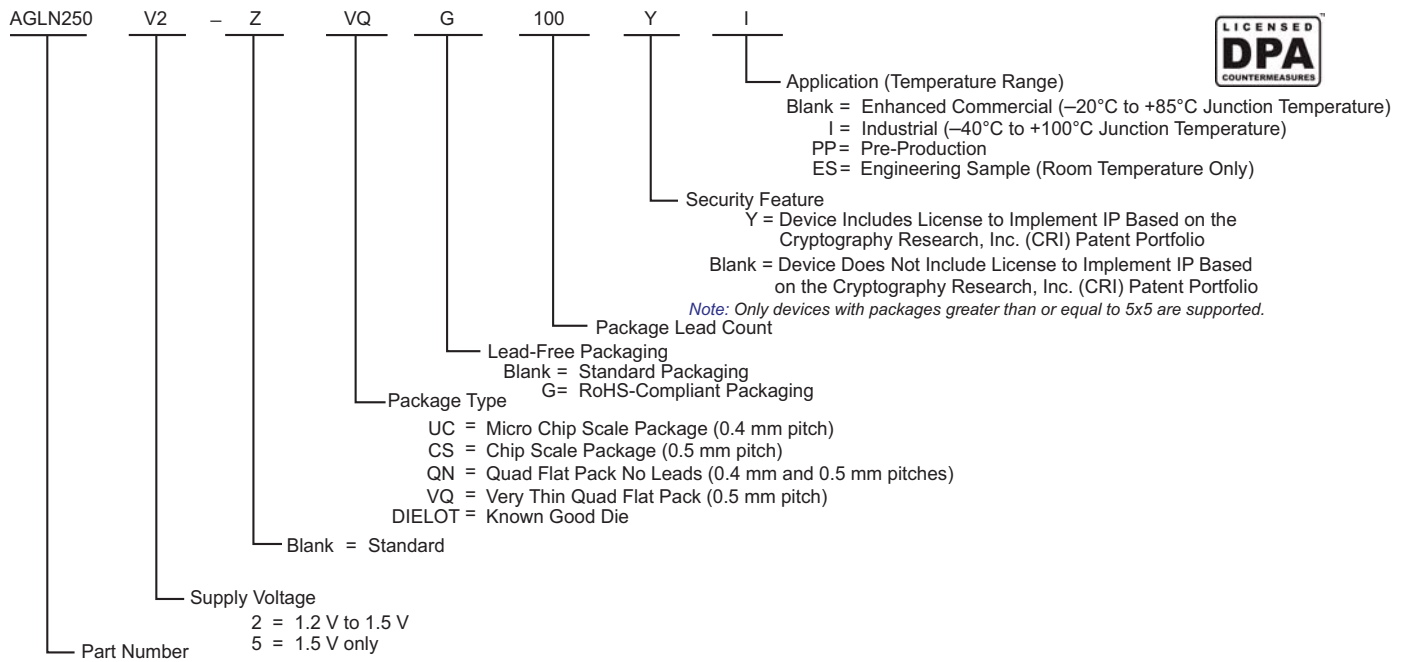 AGLN250 V2 – Z VQ G 100 Y I
LICENSED
DPA
COUNTERMEASURES
™
Application (Temperature Range)
Blank = Enhanced Commercial (–20°C to +85°C Junction Temperature)
I = Industrial (–40°C to +100°C Junction Temperature)
PP= Pre-Production
ES= Engineering Sample (Room Temperature Only)
Security Feature
Y = Device Includes License to Implement IP Based on the
Cryptography Research, Inc. (CRI) Patent Portfolio
Blank = Device Does Not Include License to Implement IP Based
on the Cryptography Research, Inc. (CRI) Patent Portfolio
Note: Only devices with packages greater than or equal to 5x5 are supported.
Package Lead Count
Lead-Free Packaging
Blank = Standard Packaging
G= RoHS-Compliant Packaging
Package Type
UC = Micro Chip Scale Package (0.4 mm pitch)
CS = Chip Scale Package (0.5 mm pitch)
QN = Quad Flat Pack No Leads (0.4 mm and 0.5 mm pitches)
VQ = Very Thin Quad Flat Pack (0.5 mm pitch)
DIELOT = Known Good Die
Blank = Standard
Supply Voltage
2 = 1.2 V to 1.5 V
5 = 1.5 V only
Part Number